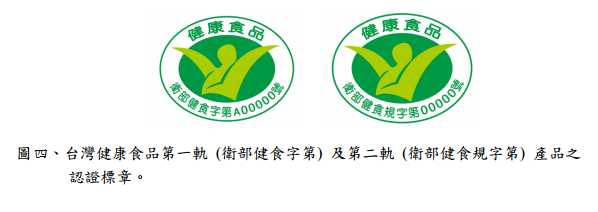 健康食品
衛部健食字第A00000號
健康食品
衛部健食規字第00000號
圖四、台灣健康食品第一軌 (衛部健食字第) 及第二軌 (衛部健食規字第) 產品之
認證標章。